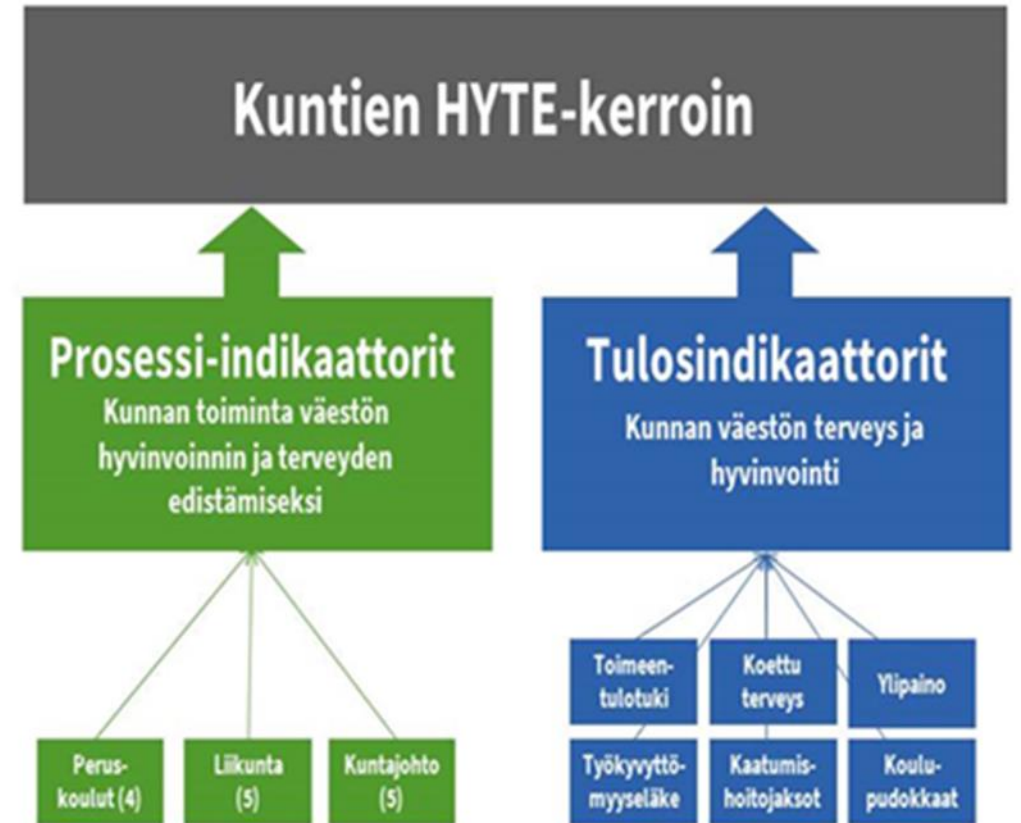 Kuntien HYTE-kerroin
Prosessi-indikaattorit
Kunnan toiminta väestön
hyvinvoinnin ja terveyden
edistämiseksi
Tulosindikaattorit
Kunnan väestön terveys ja
hyvinvointi
Perus-
koulut (4)
Liikunta
(5)
Kuntajohto
(5)
Toimeen-
tulotuki
Koettu
terveys
Ylipaino
Työkyvyttö-
myyseläke
Kaatumis-
hoitojaksot
Koulu-
pudokkaat